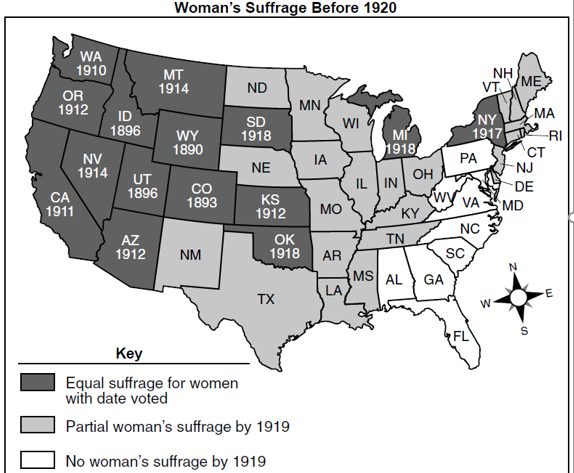 Woman's Suffrage Before 1920
WA
1910
OR
1912
ID
1896
MT
1914
WY
1890
NV
1914
UT
1896
CO
1893
CA
1911
AZ
1912
NM
ND
SD
1918
NE
KS
1912
OK
1918
TX
MN
IA
MO
AR
LA
WI
IL
IN
MI
1918
OH
KY
TN
MS
AL
GA
FL
SC
NC
VA
WV
PA
NY
1917
NH
VT
ME
MA
RI
CT
NJ
DE
MD
N
W
E
S
Key
Equal suffrage for women
with date voted
Partial woman's suffrage by 1919
No woman's suffrage by 1919